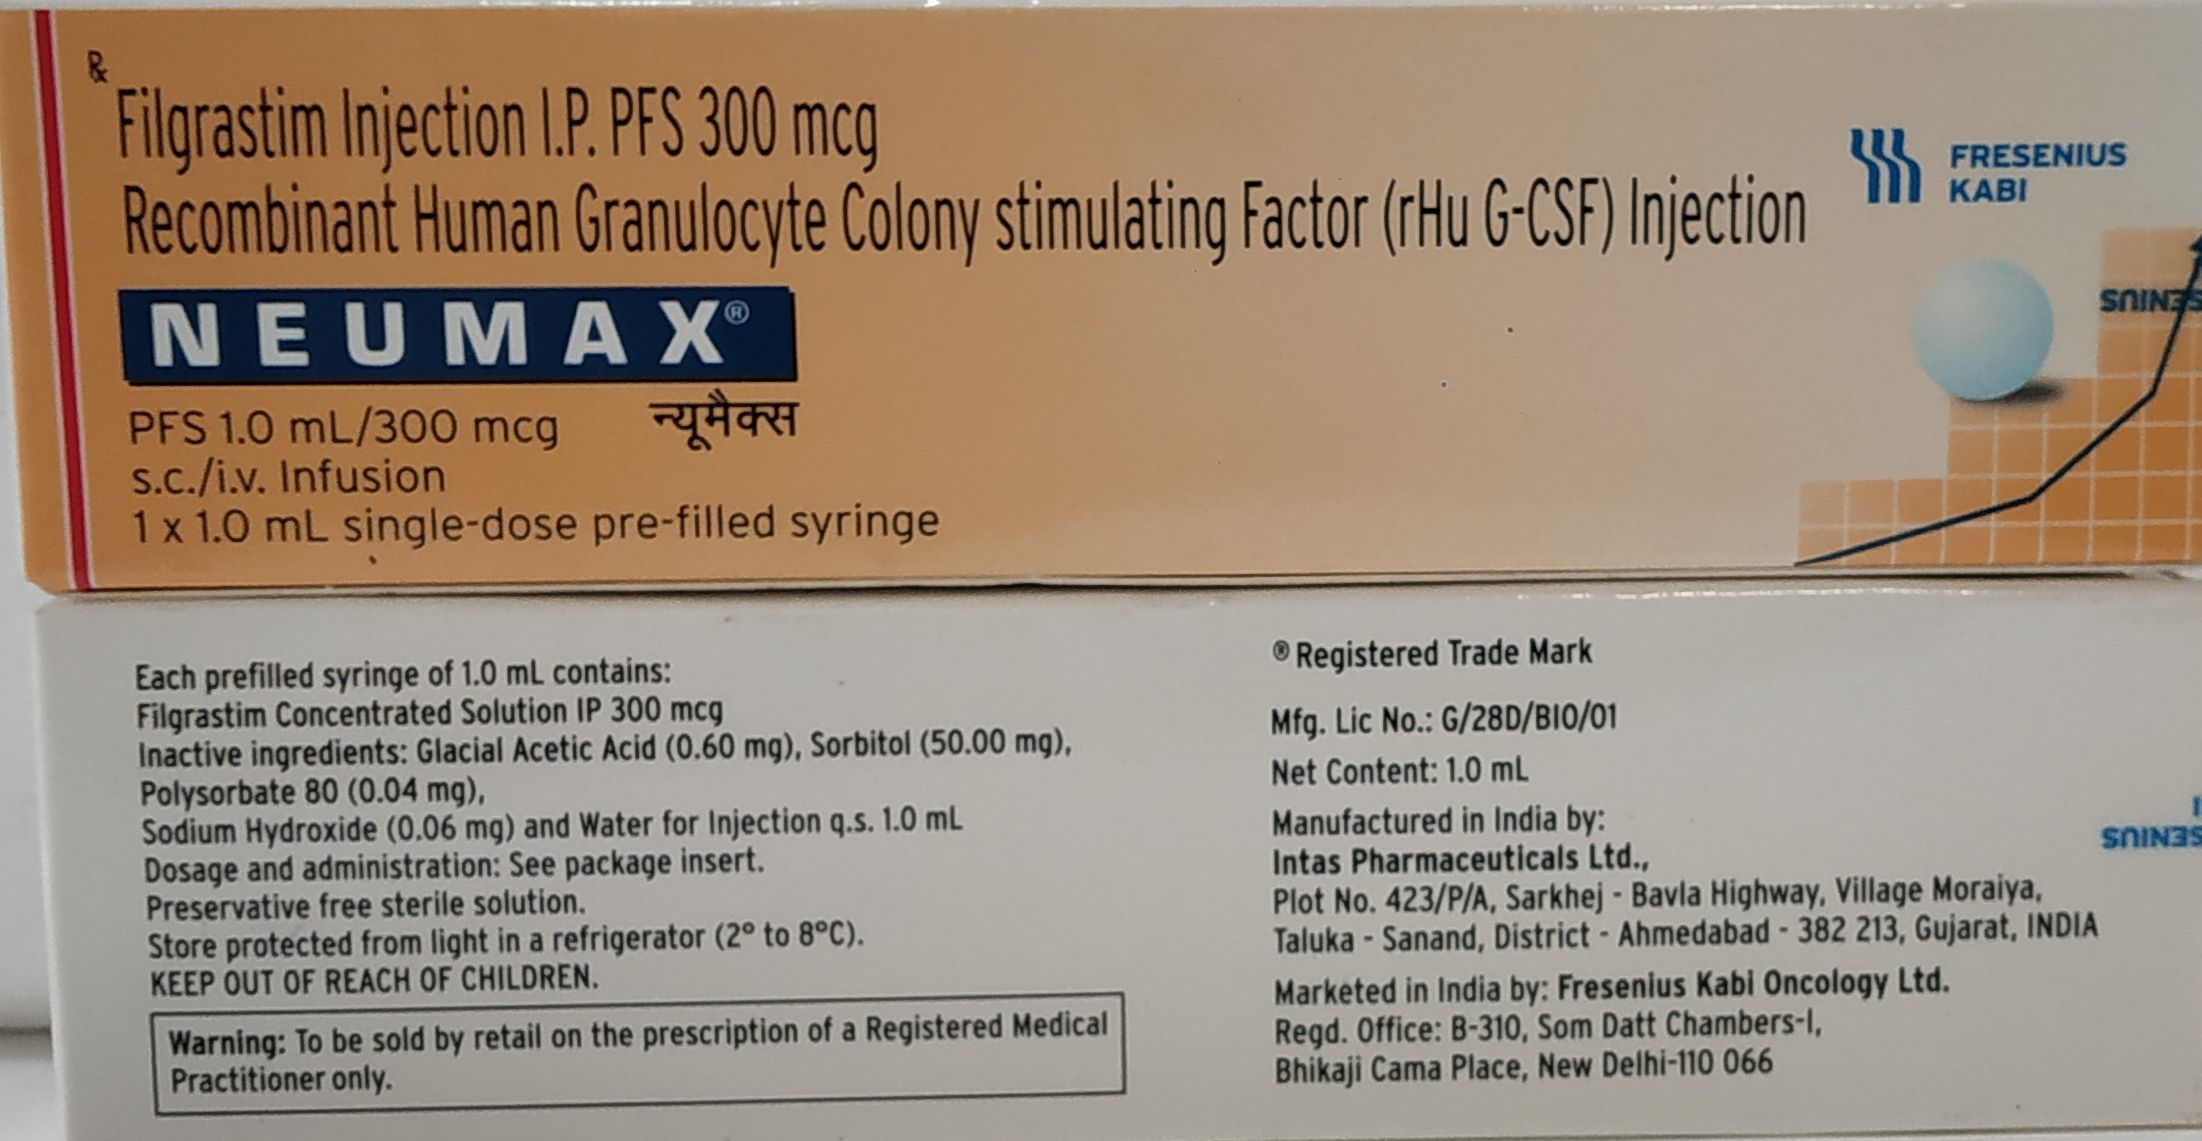 Rx
Filgrastim Injection I.P. PFS 300 mcg
Recombinant Human Granulocyte Colony stimulating Factor (rHu G-CSF) Injection
NEUMAX®
PFS 1.0 mL/300 mcg
न्यूमैक्स
s.c./i.v. Infusion
1 x 1.0 mL single-dose pre-filled syringe
FRESENIUS
KABI
Each prefilled syringe of 1.0 mL contains:
Filgrastim Concentrated Solution IP 300 mcg
Inactive ingredients: Glacial Acetic Acid (0.60 mg), Sorbitol (50.00 mg),
Polysorbate 80 (0.04 mg),
Sodium Hydroxide (0.06 mg) and Water for Injection q.s. 1.0 mL
Dosage and administration: See package insert.
Preservative free sterile solution.
Store protected from light in a refrigerator (2° to 8°C).
KEEP OUT OF REACH OF CHILDREN.
Warning: To be sold by retail on the prescription of a Registered Medical
Practitioner only.
® Registered Trade Mark
Mfg. Lic No.: G/28D/BIO/01
Net Content: 1.0 mL
Manufactured in India by:
Intas Pharmaceuticals Ltd.,
Plot No. 423/P/A, Sarkhej - Bavla Highway, Village Moraiya,
Taluka - Sanand, District - Ahmedabad - 382 213, Gujarat, INDIA
Marketed in India by: Fresenius Kabi Oncology Ltd.
Regd. Office: B-310, Som Datt Chambers-I,
Bhikaji Cama Place, New Delhi-110 066